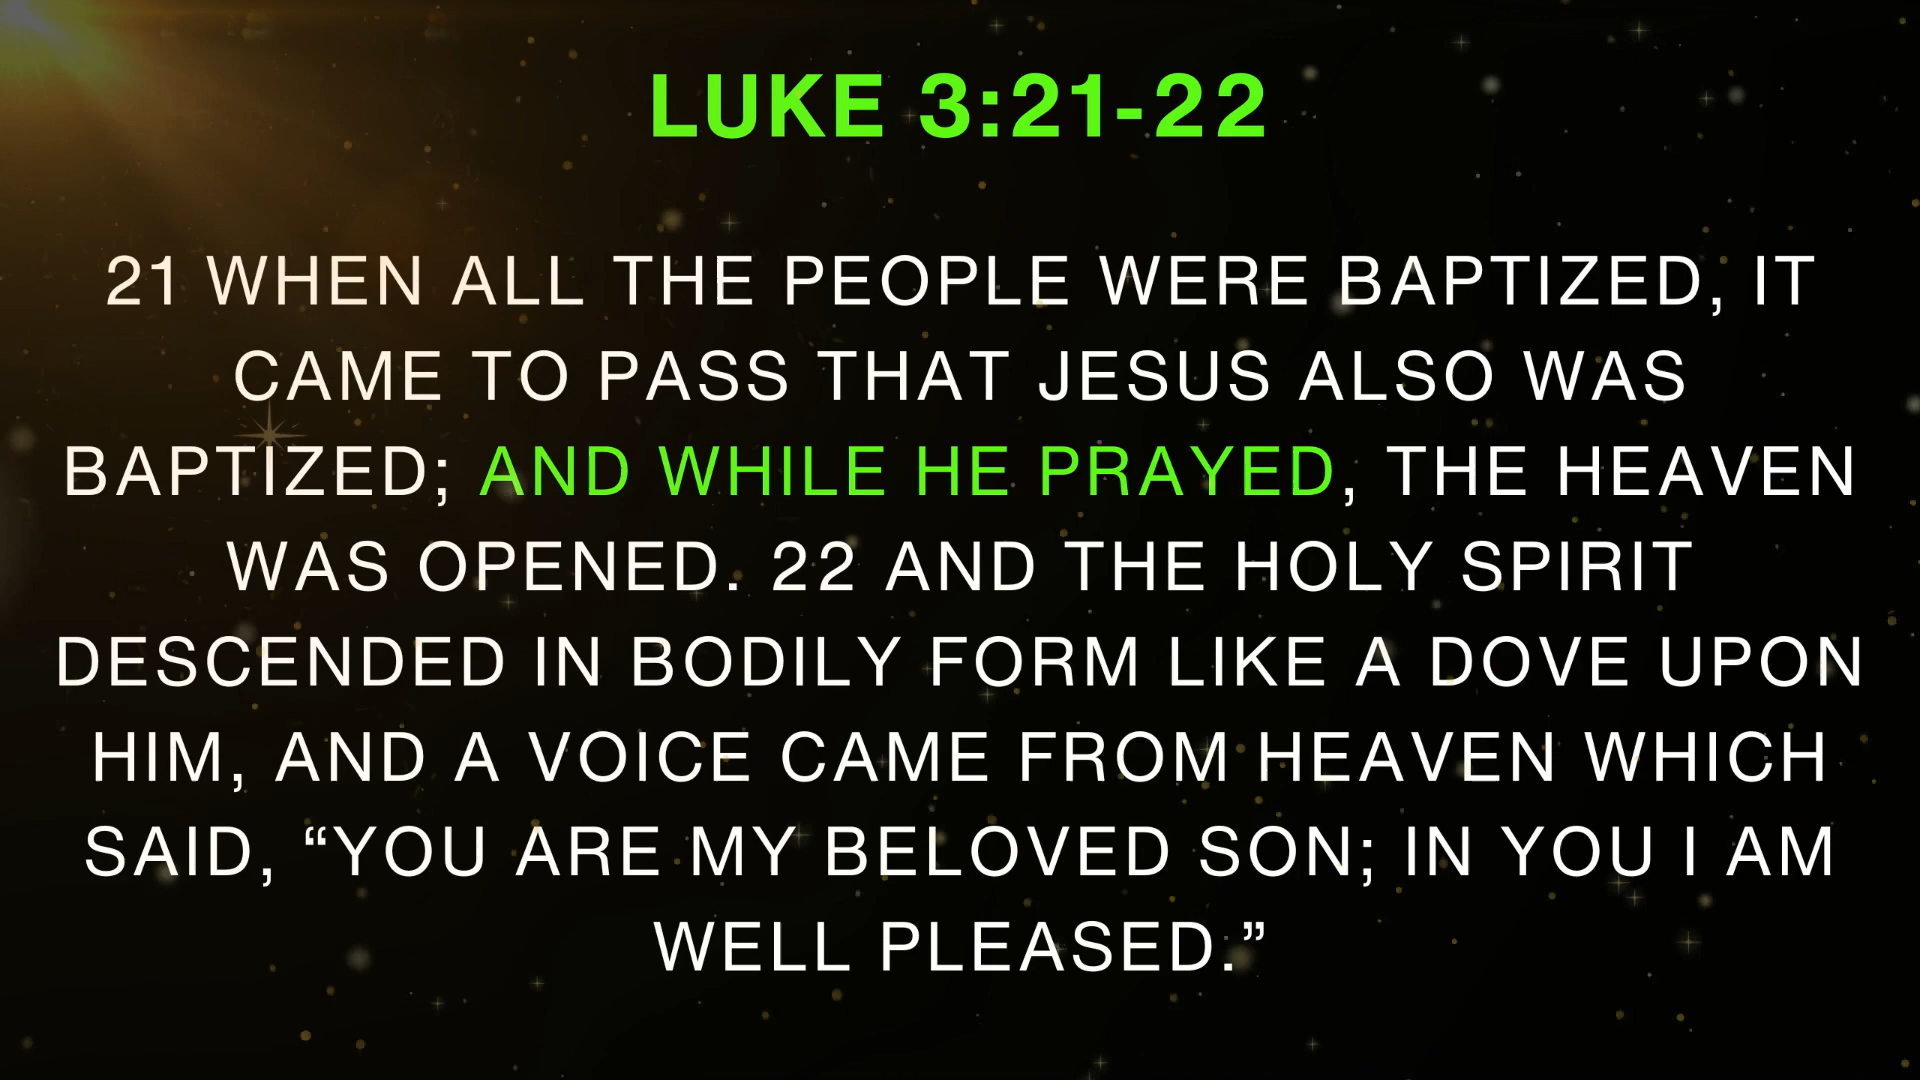 LUKE 3:21-22
21 WHEN ALL THE PEOPLE WERE BAPTIZED, IT
CAME TO PASS THAT JESUS ALSO WAS
BAPTIZED; AND WHILE HE PRAYED, THE HEAVEN
WAS OPENED. 22 AND THE HOLY SPIRIT
DESCENDED IN BODILY FORM LIKE A DOVE UPON
HIM, AND A VOICE CAME FROM HEAVEN WHICH
SAID, “YOU ARE MY BELOVED SON; IN YOU I AM
WELL PLEASED.”